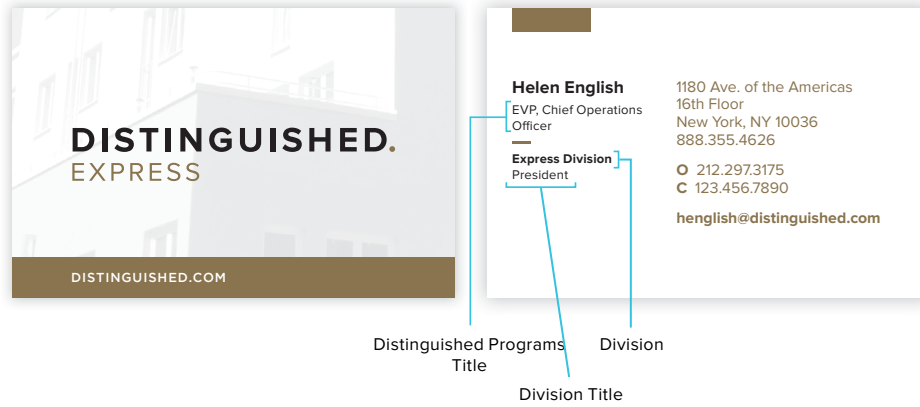 DISTINGUISHED.
EXPRESS
DISTINGUISHED.COM
Helen English
EVP, Chief Operations
Officer
Express Division
President
1180 Ave. of the Americas
16th Floor
New York, NY 10036
888.355.4626
O 212.297.3175
C 123.456.7890
henglish@distinguished.com
Distinguished Programs
Title
Division
Division Title